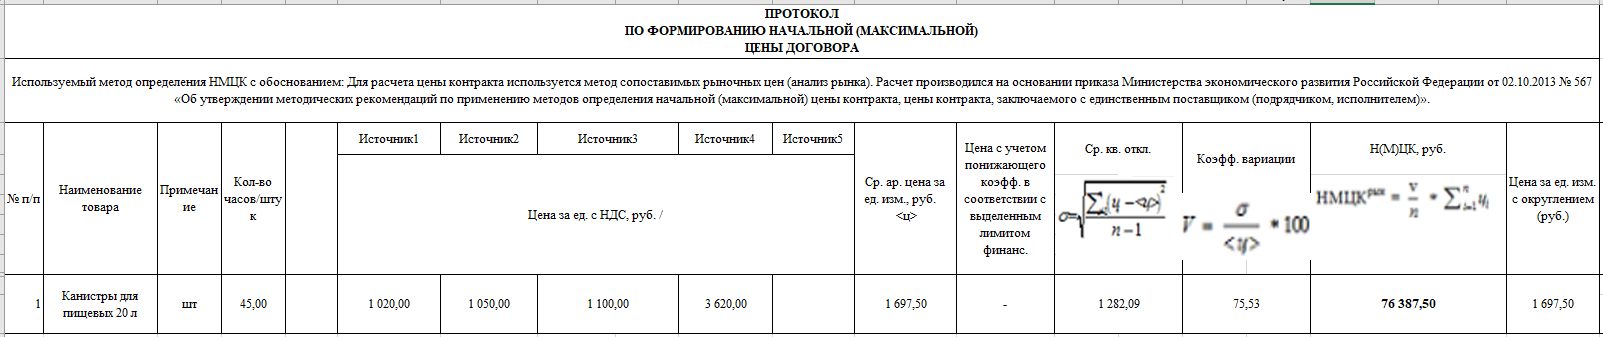 ПРОТОКОЛ
ПО ФОРМИРОВАНИЮ НАЧАЛЬНОЙ (МАКСИМАЛЬНОЙ)
ЦЕНЫ ДОГОВОРА
Используемый метод определения НМЦК с обоснованием: Для расчета цены контракта используется метод сопоставимых рыночных цен (анализ рынка). Расчет производился на основании приказа Министерства экономического развития Российской Федерации от 02.10.2013 № 567
«Об утверждении методических рекомендаций по применению методов определения начальной (максимальной) цены контракта, цены контракта, заключаемого с единственным поставщиком (подрядчиком, исполнителем)».
№ п/п
Наименование
товара
Примечан
ие
Кол-во
часов/шту
к
Источник1
Источник2
Источник3
Источник4
Источник5
Цена за ед. с НДС, руб. /
Ср. ар. цена за
ед. изм., руб.
<ц>
Цена с учетом
понижающего
коэфф. в
соответствии с
выделенным
лимитом
финанс.
Ср. кв. откл.
σ=√(∑(ц - <ц>)² / (n-1))
Коэфф. вариации
V = σ / <ц> * 100
Н(М)ЦК, руб.
НМЦКрын = v / n * ∑ⁿᵢ₌₁ цᵢ
Цена за ед. изм.
с округлением
(руб.)
1
Канистры для
пищевых 20 л
шт
45,00
1 020,00
1 050,00
1 100,00
3 620,00
1 697,50
-
1 282,09
75,53
76 387,50
1 697,50